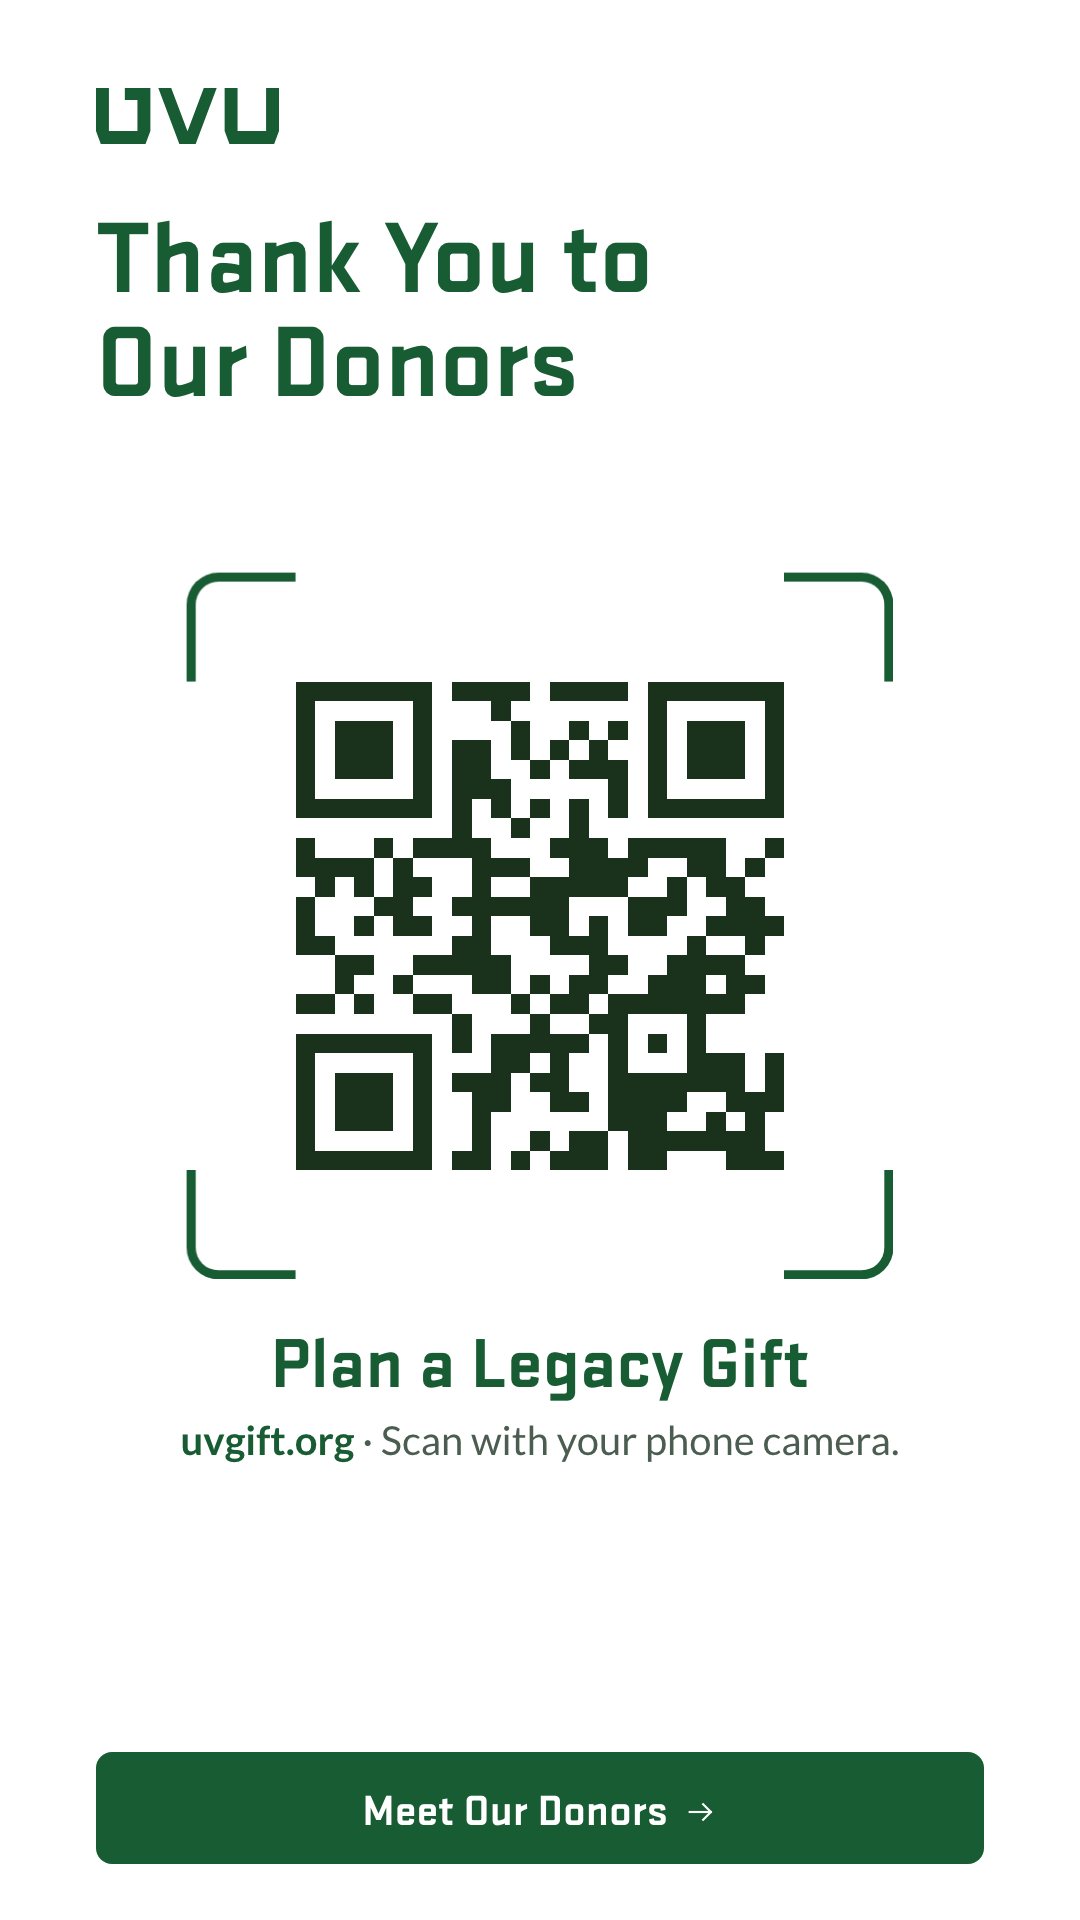 UVU
Thank You to
Our Donors
Plan a Legacy Gift
uvgift.org · Scan with your phone camera.
Meet Our Donors →